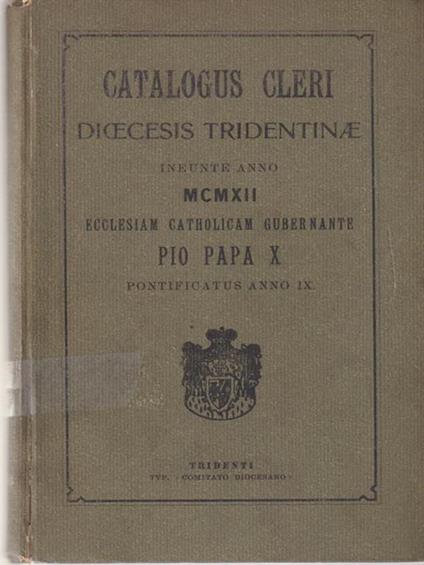 CATALOGUS CLERI
DIŒCESIS TRIDENTINÆ
INEUNTE ANNO
MCMXII
ECCLESIAM CATHOLICAM GUBERNANTE
PIO PAPA X
PONTIFICATUS ANNO IX.
TRIDENTI
TYP. «COMITATO DIOCESANO»